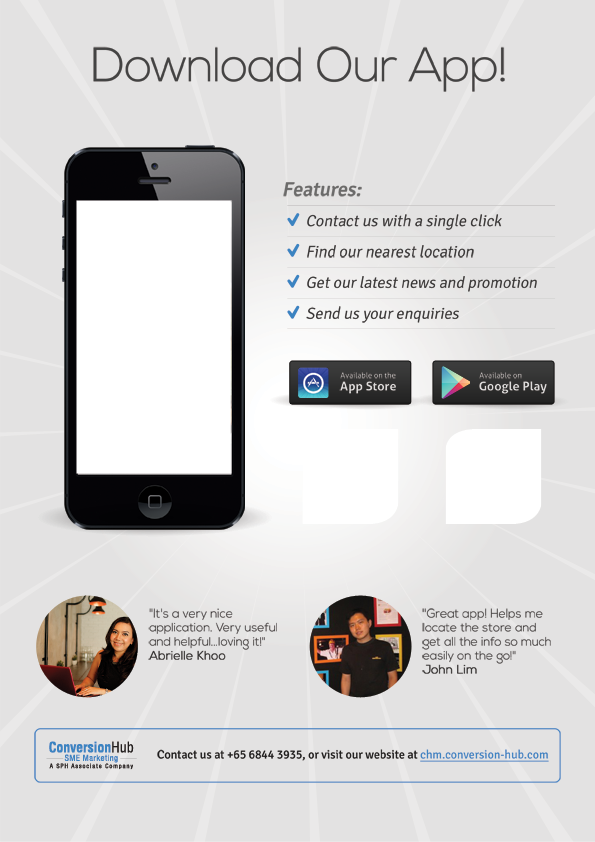 Download Our App!
Features:
Contact us with a single click
Find our nearest location
Get our latest news and promotion
Send us your enquiries
Available on the
App Store
Available on
Google Play
"It's a very nice
application. Very useful
and helpful...loving it!"
Abrielle Khoo
"Great app! Helps me
locate the store and
get all the info so much
easily on the go!"
John Lim
ConversionHub
SME Marketing
A SPH Associate Company
Contact us at +65 6844 3935, or visit our website at chm.conversion-hub.com